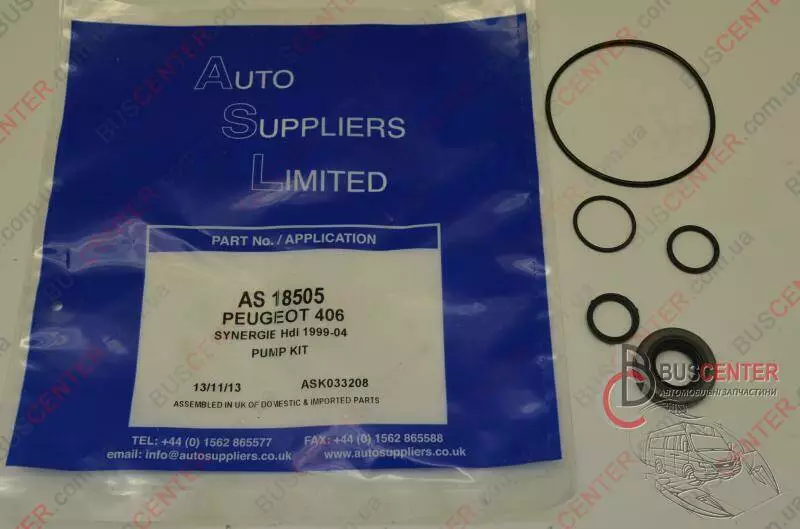 AUTO
SUPPLIERS
LIMITED
PART No. / APPLICATION
AS 18505
PEUGEOT 406
SYNERGIE Hdi 1999-04
PUMP KIT
13/11/13 ASK033208
ASSEMBLED IN UK OF DOMESTIC & IMPORTED PARTS
TEL: +44 (0) 1562 865577 FAX: +44 (0) 1562 865588
email: info@autosuppliers.co.uk www.autosuppliers.co.uk
BUSCENTER
АВТОМОБІЛЬНІ ЗАПЧАСТИНИ
BUSCENTER.com.ua